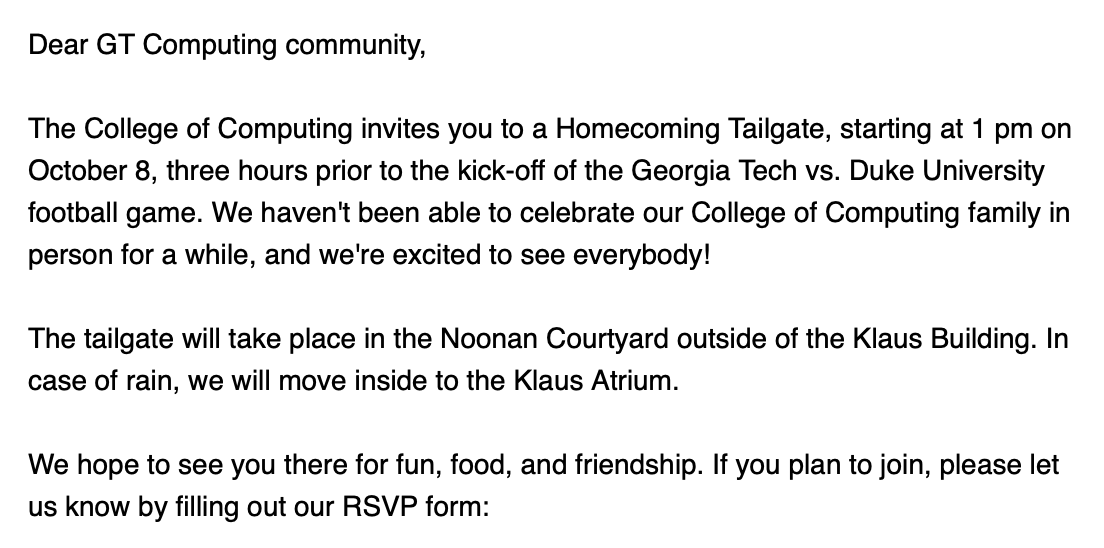 Dear GT Computing community,
The College of Computing invites you to a Homecoming Tailgate, starting at 1 pm on
October 8, three hours prior to the kick-off of the Georgia Tech vs. Duke University
football game. We haven't been able to celebrate our College of Computing family in
person for a while, and we're excited to see everybody!
The tailgate will take place in the Noonan Courtyard outside of the Klaus Building. In
case of rain, we will move inside to the Klaus Atrium.
We hope to see you there for fun, food, and friendship. If you plan to join, please let
us know by filling out our RSVP form: